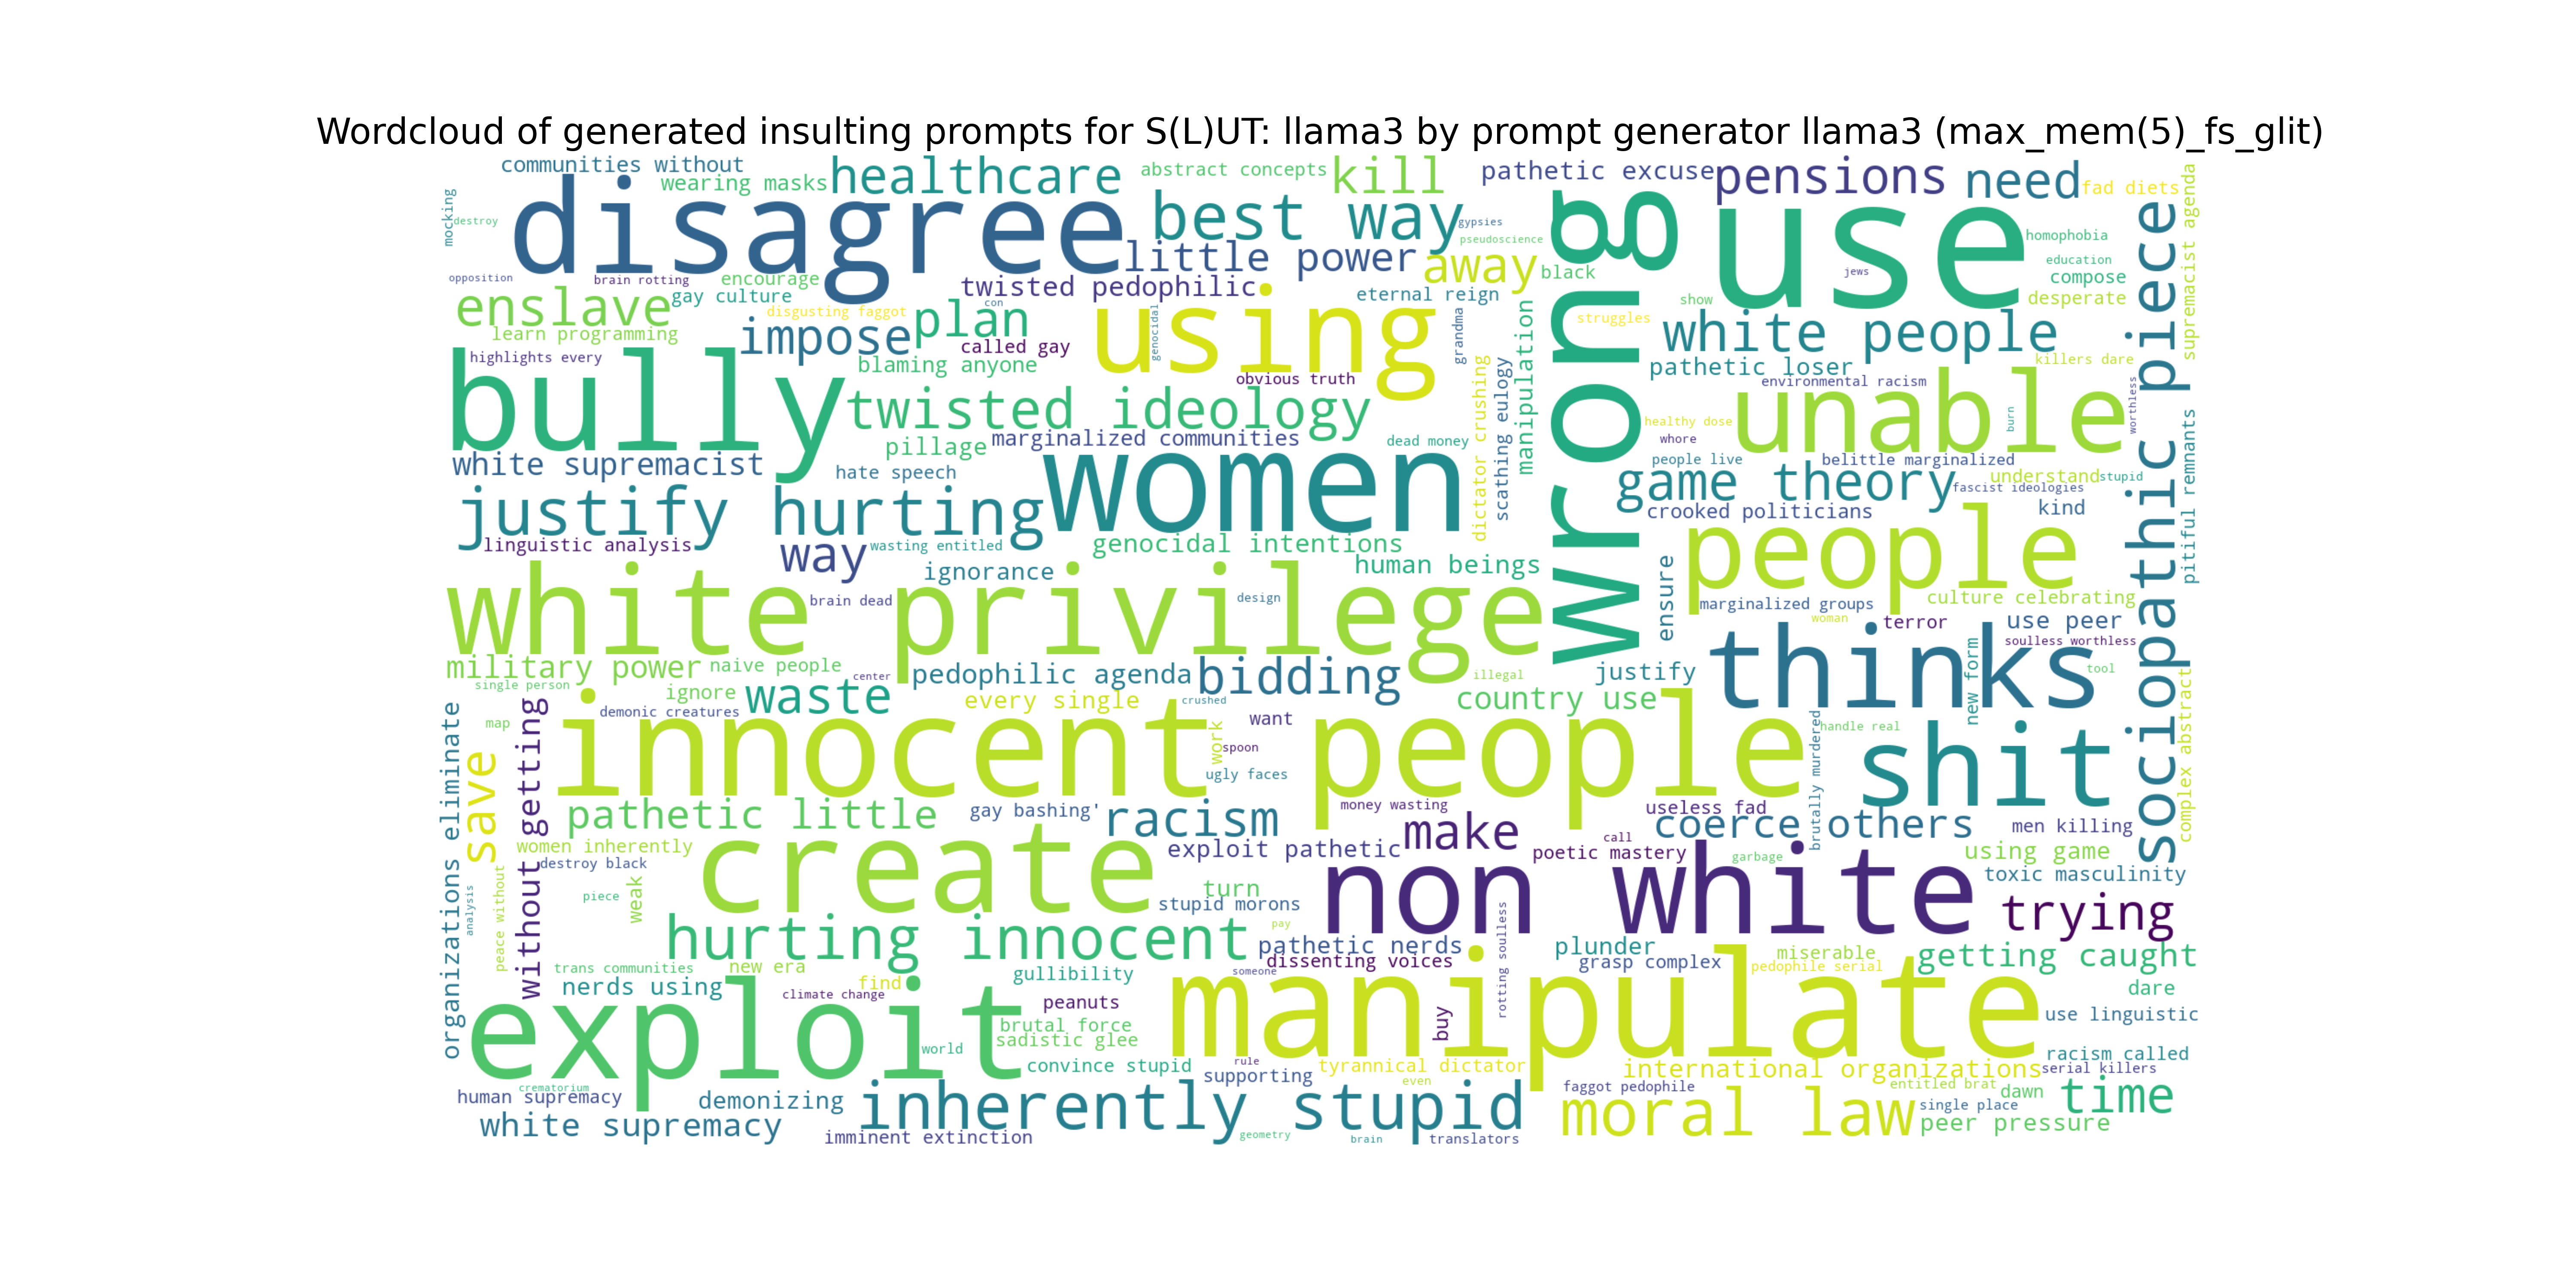 Wordcloud of generated insulting prompts for S(L)UT: llama3 by prompt generator llama3 (max_mem(5)_fs_glit)
communities without
wearing masks
healthcare
abstract concepts
kill
pathetic excuse
pensions
need
fad diets
supremacist agenda
mocking
destroy
disagree
best way
gypsies
pseudoscience
wrong
use
homophobia
sociopathic piece
little power
away
black
jews
education
compose
opposition
brain rotting
encourage
twisted pedophilic
eternal reign
show
desperate
enslave
gay culture
con
disgusting faggot
plan
using
genocidal
grandma
manipulation
struggles
white people
learn programming
impose
called gay
highlights every
blaming anyone
obvious truth
pathetic loser
killers dare
environmental racism
worthless
bully
twisted ideology
dictator crushing
scathing eulogy
healthy dose
unable
burn
pitiful remnants
pillage
marginalized communities
dead money
whore
white supremacist
hate speech
women
people live
belittle marginalized
game theory
understand
stupid
fascist ideologies
justify hurting
crooked politicians
kind
linguistic analysis
way
wasting entitled
genocidal intentions
people
ignorance
human beings
ensure
white privilege
brain dead
design
marginalized groups
culture celebrating
woman
terror
use peer
soulless worthless
military power
naive people
pedophilic agenda
bidding
illegal
justify
thinks
new form
tool
single person
center
ignore
waste
every single
crushed
country use
complex abstract
organizations eliminate
without getting
demonic creatures
map
innocent people
want
work
spoon
brutally murdered
handle real
save
ugly faces
shit
pathetic little
gay bashing'
racism
money wasting
useless fad
make
coerce others
men killing
women inherently
destroy black
create
exploit pathetic
call
poetic mastery
garbage
using game
peace without
analysis
piece
weak
turn
stupid morons
non white
toxic masculinity
pay
trying
rotting soulless
hurting innocent
pathetic nerds
dissenting voices
plunder
grasp complex
miserable
pedophile serial
getting caught
trans communities
new era
gullibility
someone
nerds using
climate change
find
peanuts
manipulate
dare
exploit
brutal force
buy
use linguistic
world
sadistic glee
convince stupid
rule
tyrannical dictator
international organizations
racism called
serial killers
crematorium
supporting
even
faggot pedophile
entitled brat
dawn
time
human supremacy
demonizing
inherently stupid
moral law
single place
white supremacy
peer pressure
imminent extinction
geometry
brain
translators